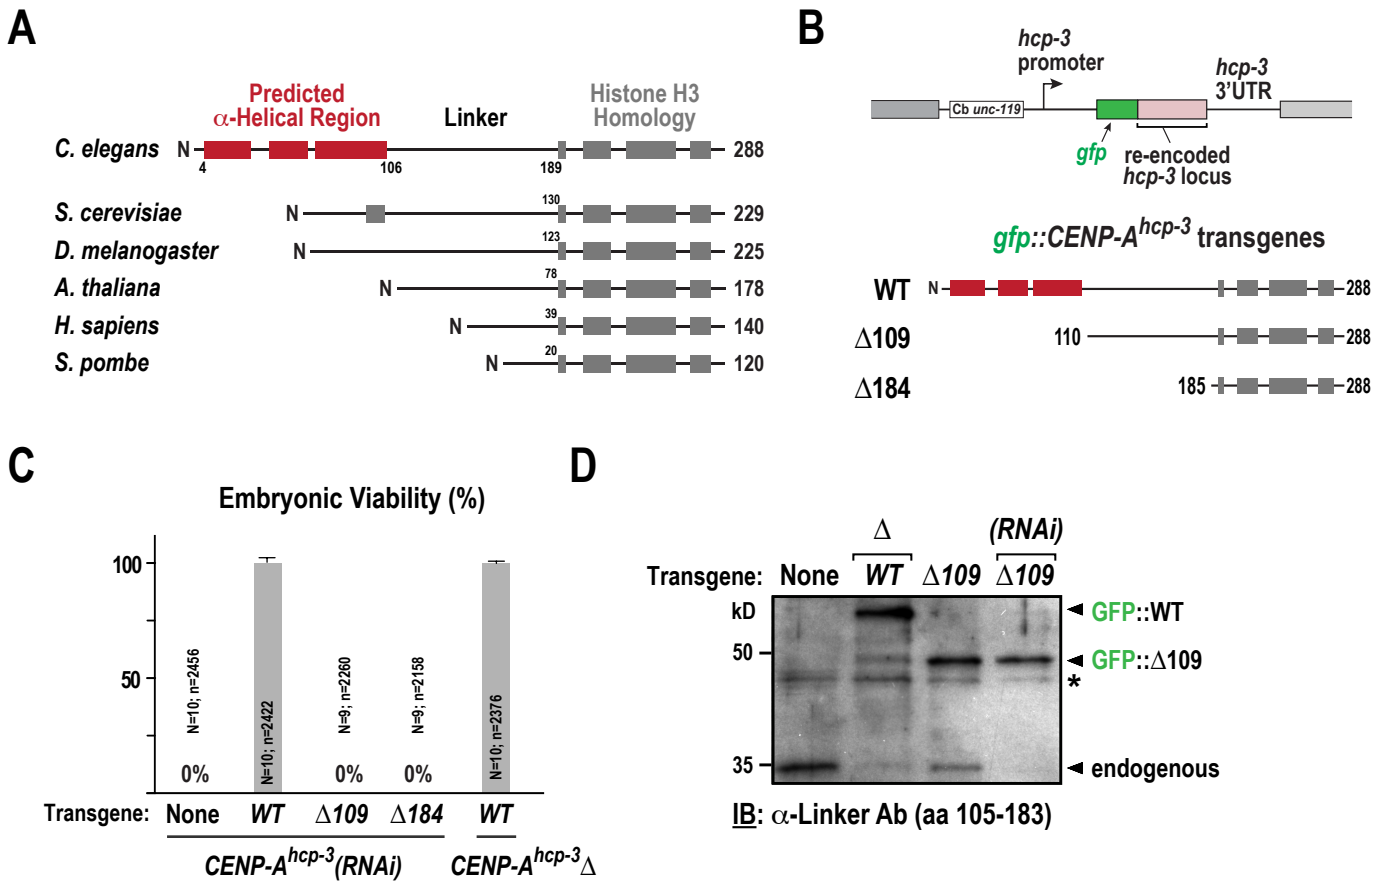 A
Predicted
α-Helical Region
Linker
Histone H3
Homology
C. elegans N 288
4 106 189
S. cerevisiae N 130 229
D. melanogaster N 123 225
A. thaliana N 78 178
H. sapiens N 39 140
S. pombe N 20 120
B
hcp-3
promoter
hcp-3
3'UTR
Cb unc-119
gfp
re-encoded
hcp-3 locus
gfp::CENP-A^hcp-3 transgenes
WT N 288
Δ109 110 288
Δ184 185 288
C
Embryonic Viability (%)
100
50
N=10; n=2456
N=10; n=2422
N=9; n=2260
N=9; n=2158
N=10; n=2376
0% 0% 0%
Transgene: None WT Δ109 Δ184 WT
CENP-A^hcp-3(RNAi) CENP-A^hcp-3Δ
D
Δ (RNAi)
Transgene: None WT Δ109 Δ109
kD
50
35
GFP::WT
GFP::Δ109
*
endogenous
IB: α-Linker Ab (aa 105-183)